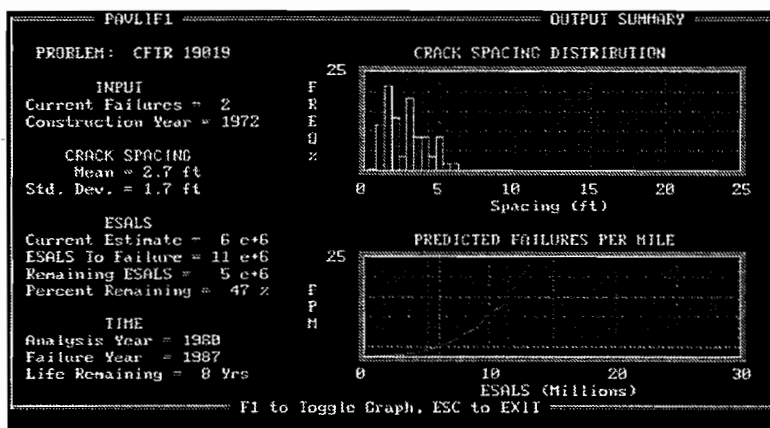 PAVLIF1 OUTPUT SUMMARY
PROBLEM: CFTR 19019
INPUT
Current Failures = 2
Construction Year = 1972
CRACK SPACING
Mean = 2.7 ft
Std. Dev. = 1.7 ft
ESALS
Current Estimate = 6 e+6
ESALS To Failure = 11 e+6
Remaining ESALS = 5 e+6
Percent Remaining = 47 %
TIME
Analysis Year = 1980
Failure Year = 1987
Life Remaining = 8 Yrs
CRACK SPACING DISTRIBUTION
25
FREQ %
0 5 10 15 20 25
Spacing (ft)
PREDICTED FAILURES PER MILE
25
FPM
0 10 20 30
ESALS (Millions)
F1 to Toggle Graph, ESC to EXIT